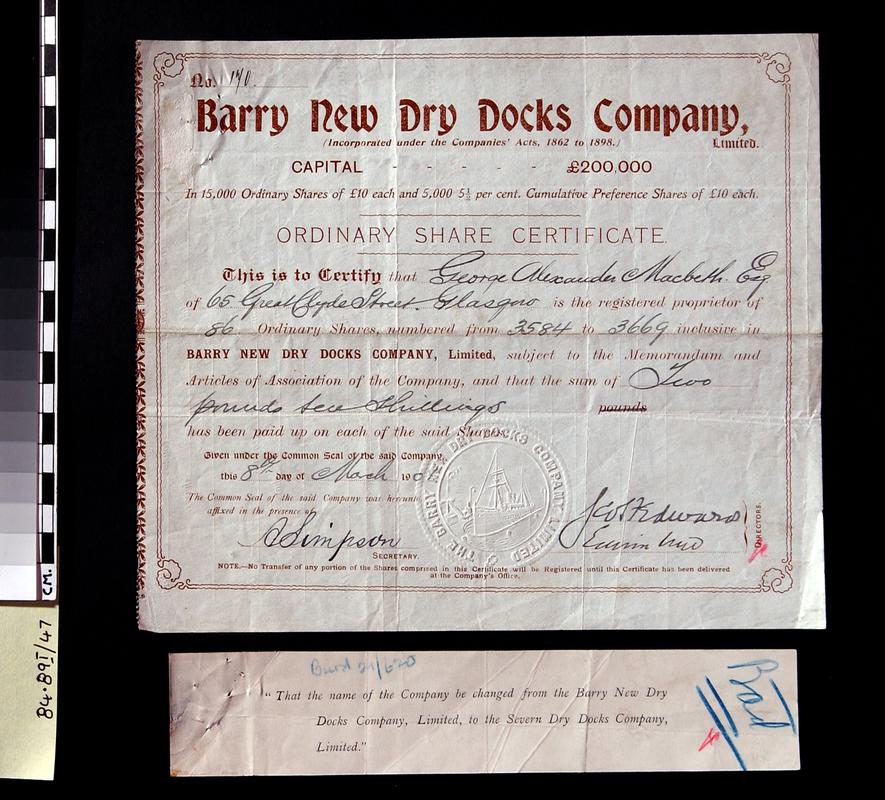 No. 170.
Barry New Dry Docks Company,
(Incorporated under the Companies' Acts, 1862 to 1898.) Limited.
CAPITAL - - - - - £200,000
In 15,000 Ordinary Shares of £10 each and 5,000 5½ per cent. Cumulative Preference Shares of £10 each.
ORDINARY SHARE CERTIFICATE.
This is to Certify that George Alexander Macbeth Esq
of 65 Great Clyde Street Glasgow is the registered proprietor of
86 Ordinary Shares, numbered from 3584 to 3669 inclusive in
BARRY NEW DRY DOCKS COMPANY, Limited, subject to the Memorandum and
Articles of Association of the Company, and that the sum of Two
pounds ten Shillings pounds
has been paid up on each of the said Shares.
Given under the Common Seal of the said Company,
this 8th day of March 190
The Common Seal of the said Company was hereunto
affixed in the presence of
Simpson
SECRETARY.
THE BARRY NEW DRY DOCKS COMPANY LIMITED
Edwards
DIRECTORS.
NOTE.—No Transfer of any portion of the Shares comprised in this Certificate will be Registered until this Certificate has been delivered
at the Company's Office.
CM.
84.89I/47
"That the name of the Company be changed from the Barry New Dry
Docks Company, Limited, to the Severn Dry Docks Company,
Limited."